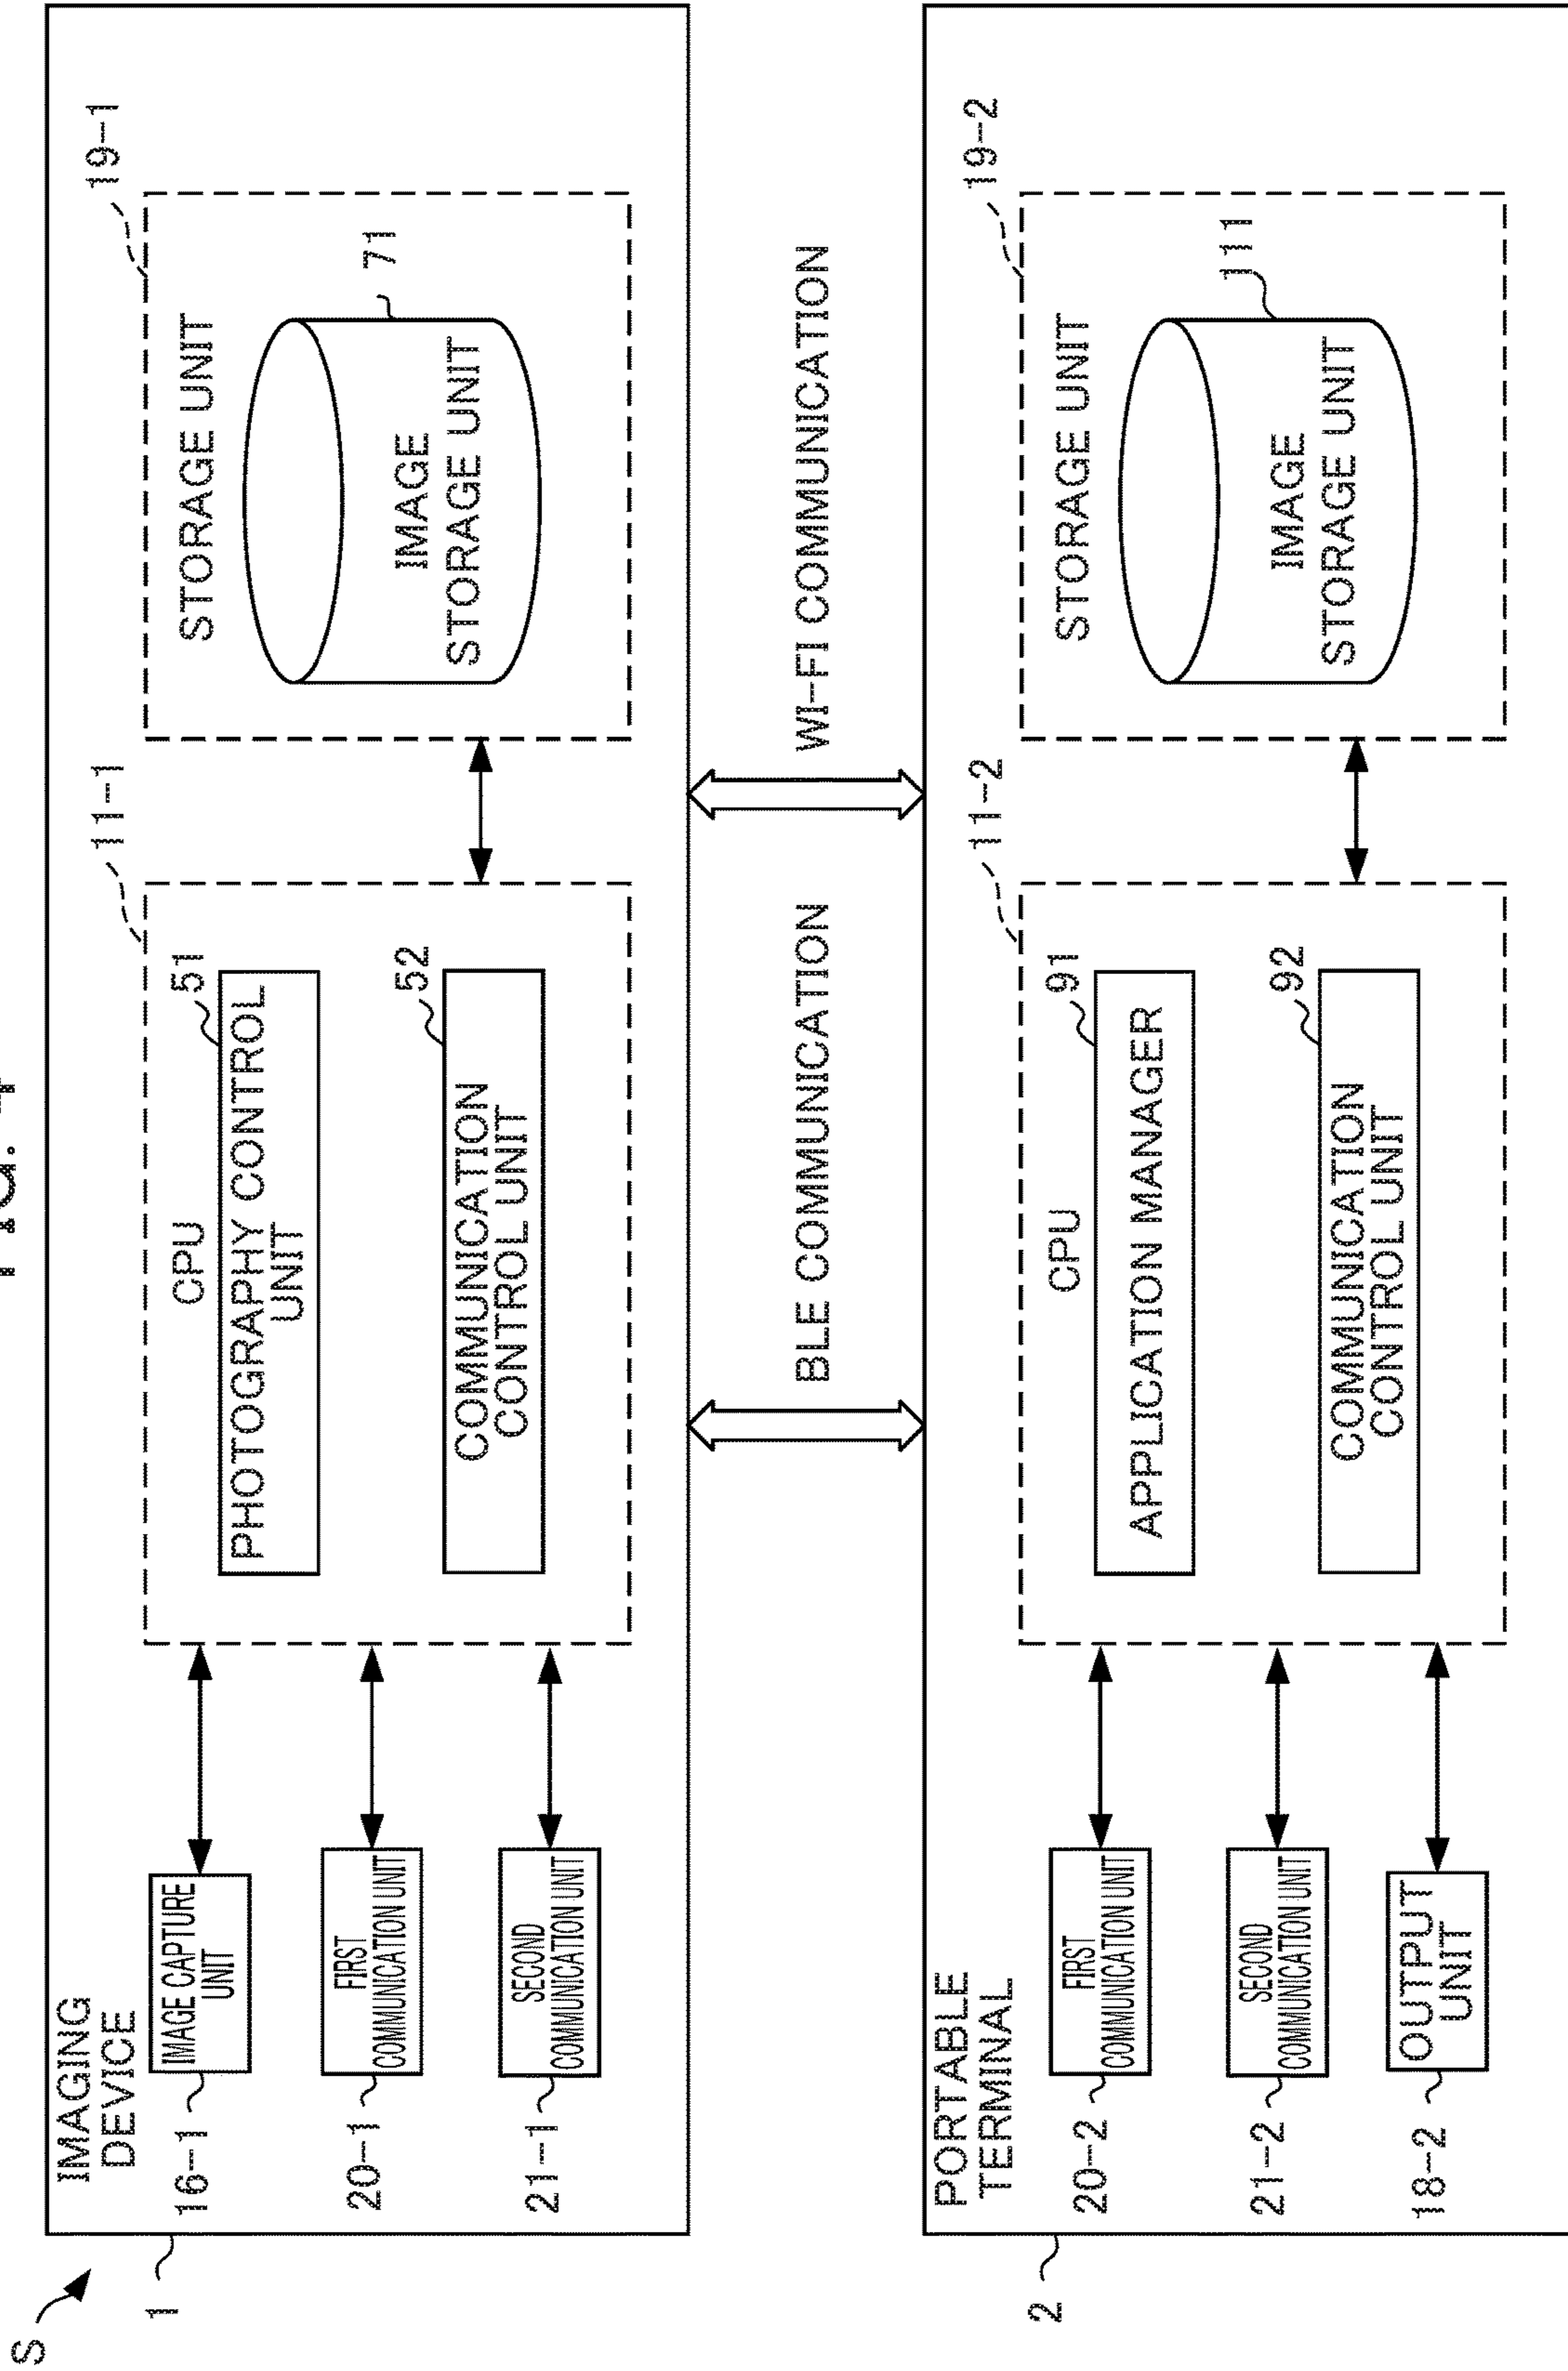 S
1
IMAGING
DEVICE
16-1
IMAGE CAPTURE
UNIT
20-1
FIRST
COMMUNICATION UNIT
21-1
SECOND
COMMUNICATION UNIT
11-1
CPU
51
PHOTOGRAPHY CONTROL
UNIT
52
COMMUNICATION
CONTROL UNIT
19-1
STORAGE UNIT
71
IMAGE
STORAGE UNIT
BLE COMMUNICATION
WI-FI COMMUNICATION
2
PORTABLE
TERMINAL
20-2
FIRST
COMMUNICATION UNIT
21-2
SECOND
COMMUNICATION UNIT
18-2
OUTPUT
UNIT
11-2
CPU
91
APPLICATION MANAGER
92
COMMUNICATION
CONTROL UNIT
19-2
STORAGE UNIT
111
IMAGE
STORAGE UNIT